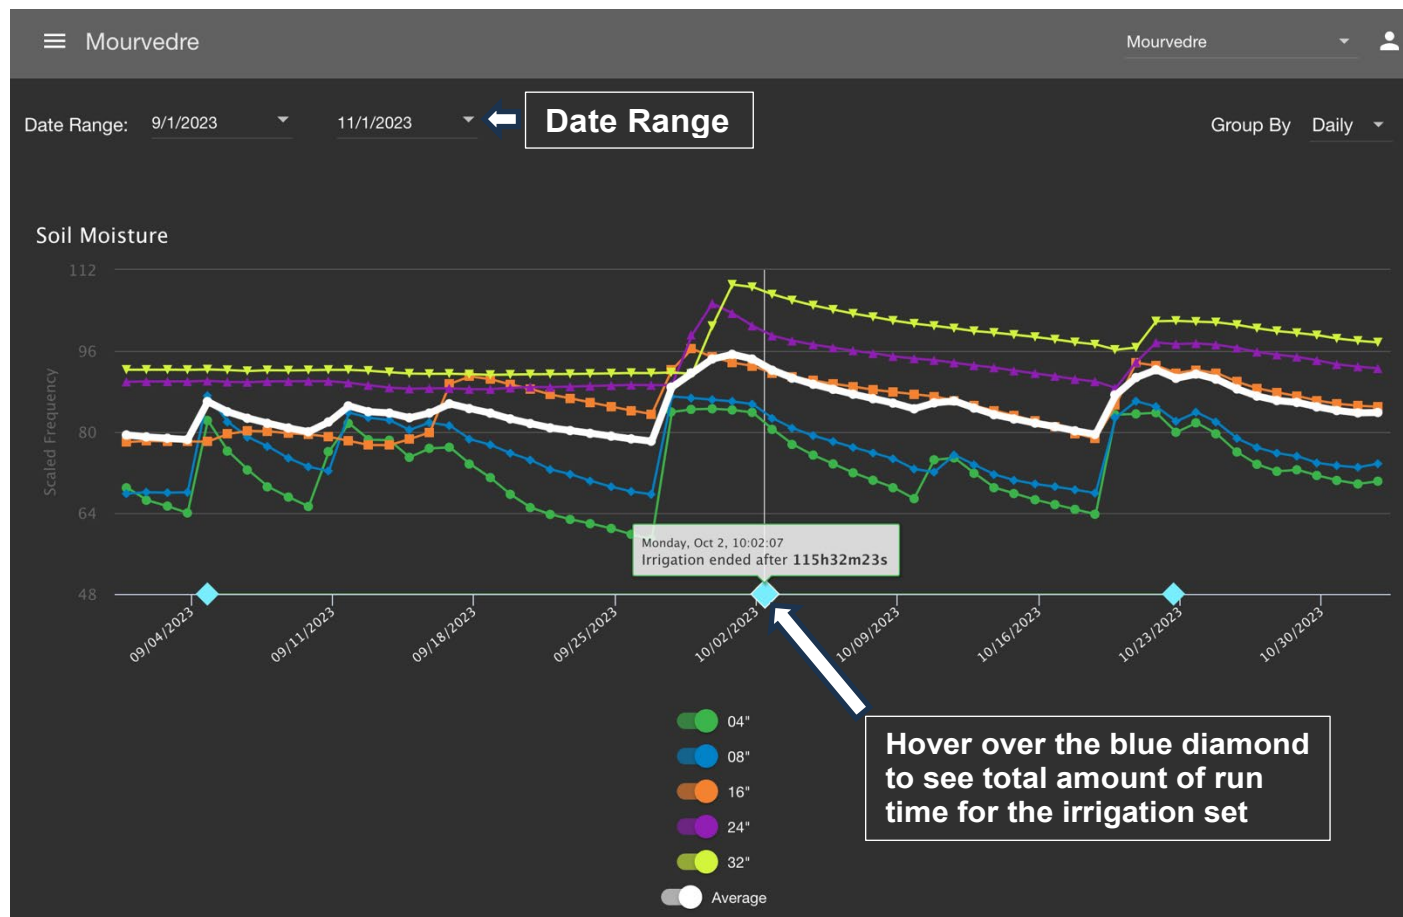 Mourvedre
Mourvedre
Date Range: 9/1/2023 11/1/2023
Date Range
Group By Daily
Soil Moisture
Scaled Frequency
112
96
80
64
48
Monday, Oct 2, 10:02:07
Irrigation ended after 115h32m23s
09/04/2023
09/11/2023
09/18/2023
09/25/2023
10/02/2023
10/09/2023
10/16/2023
10/23/2023
10/30/2023
04"
08"
16"
24"
32"
Average
Hover over the blue diamond
to see total amount of run
time for the irrigation set